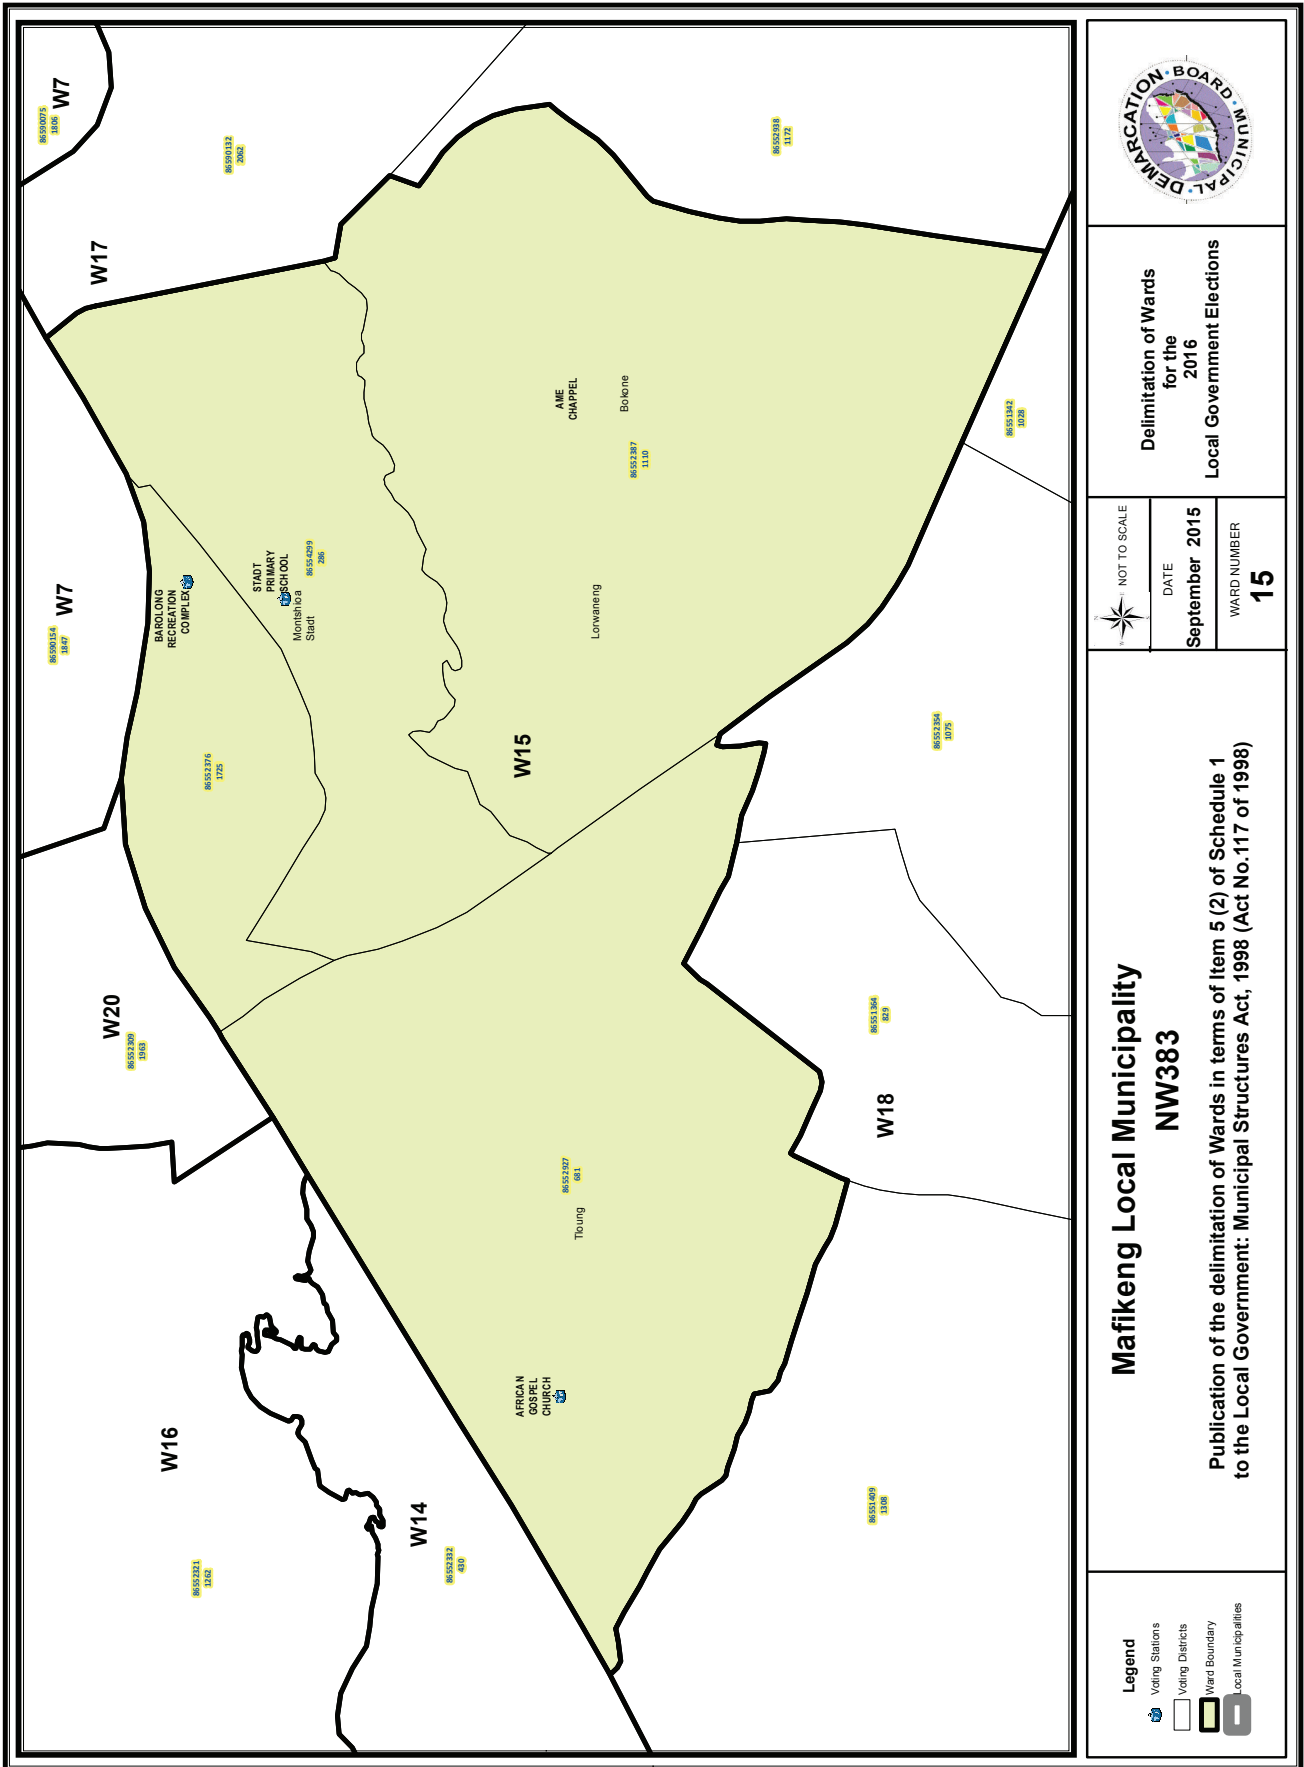 86590075
1806
W7
86590132
2062
W17
86552938
1172
W7
86590154
1847
BAROLONG
RECREATION
COMPLEX
STADT
PRIMARY
SCHOOL
Montshioa
Stadt
86554299
286
AME
CHAPPEL
Bokone
86552387
1110
Lorwaneng
86551342
1028
86552376
1725
W15
86552354
1075
W20
86552309
1963
86551364
829
W18
86552927
681
Tloung
AFRICAN
GOSPEL
CHURCH
W16
86552321
1262
W14
86552332
430
86551409
1308
Legend
Voting Stations
Voting Districts
Ward Boundary
Local Municipalities
Mafikeng Local Municipality
NW383
Publication of the delimitation of Wards in terms of Item 5 (2) of Schedule 1
to the Local Government: Municipal Structures Act, 1998 (Act No.117 of 1998)
NOT TO SCALE
DATE
September 2015
WARD NUMBER
15
Delimitation of Wards
for the
2016
Local Government Elections
MUNICIPAL • DEMARCATION • BOARD •